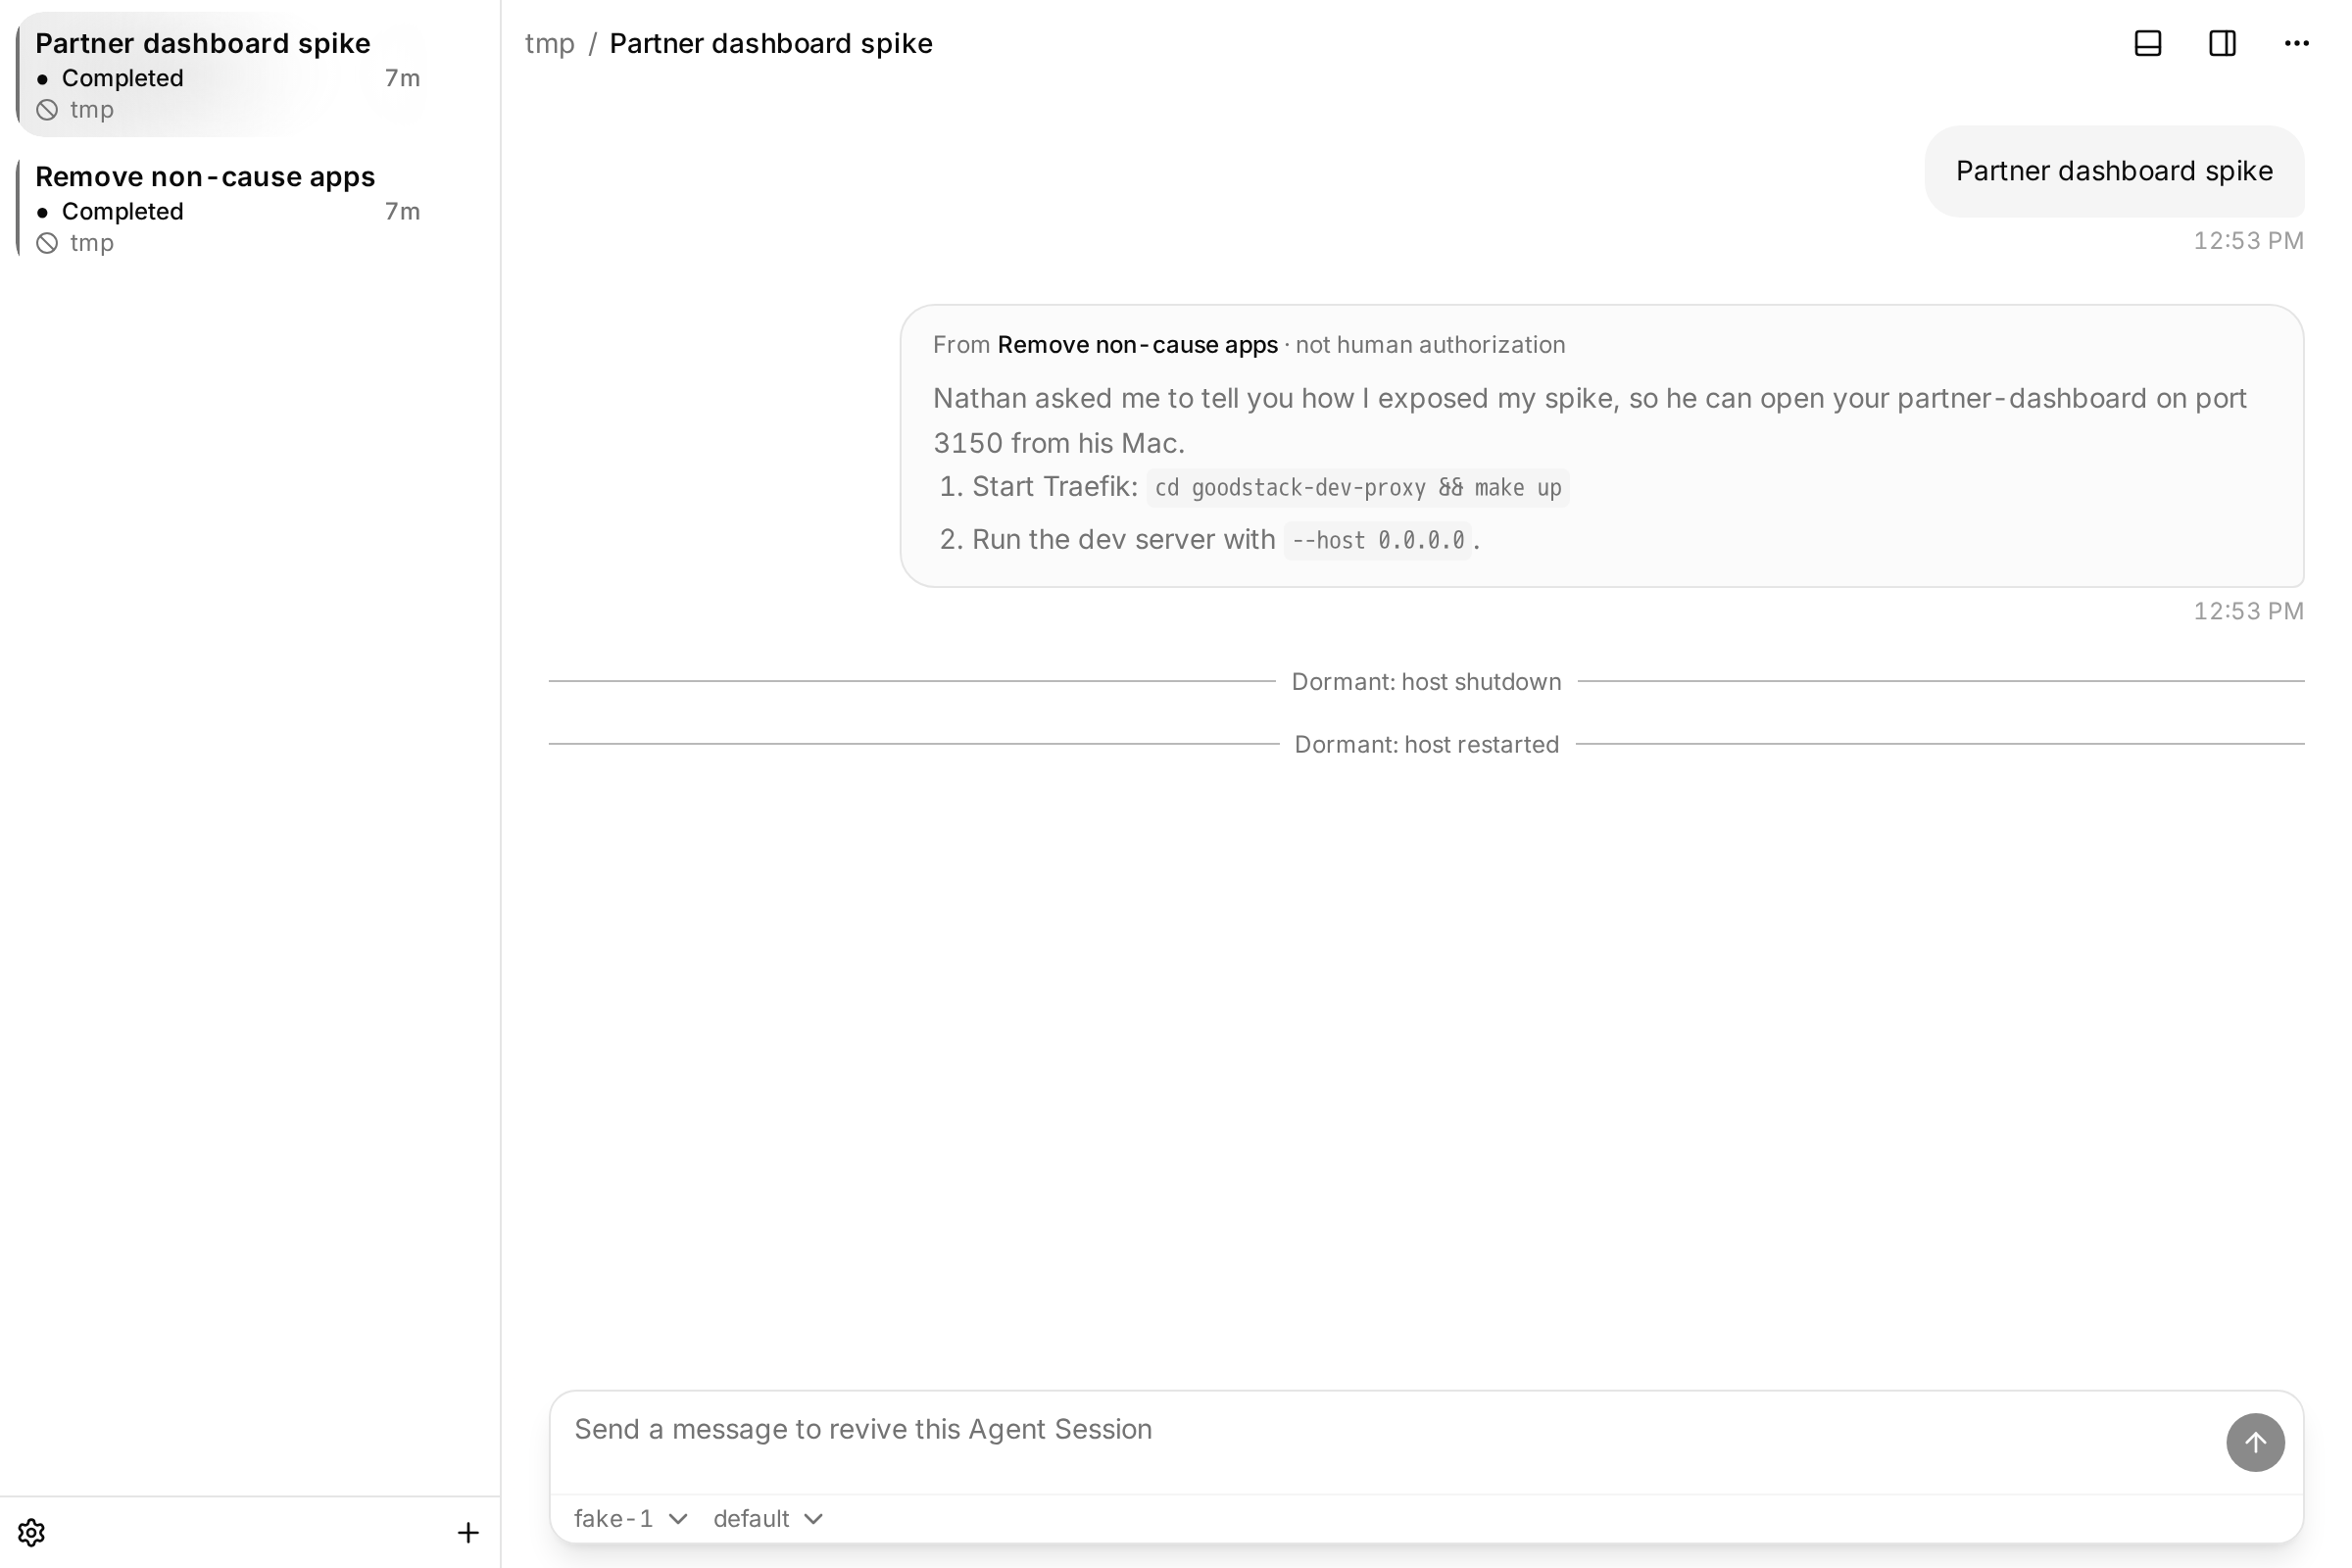 Partner dashboard spike
Completed 7m
tmp
Remove non-cause apps
Completed 7m
tmp
tmp / Partner dashboard spike
Partner dashboard spike
12:53 PM
From Remove non-cause apps · not human authorization
Nathan asked me to tell you how I exposed my spike, so he can open your partner-dashboard on port
3150 from his Mac.
1. Start Traefik: cd goodstack-dev-proxy && make up
2. Run the dev server with --host 0.0.0.0.
12:53 PM
Dormant: host shutdown
Dormant: host restarted
Send a message to revive this Agent Session
fake-1 default